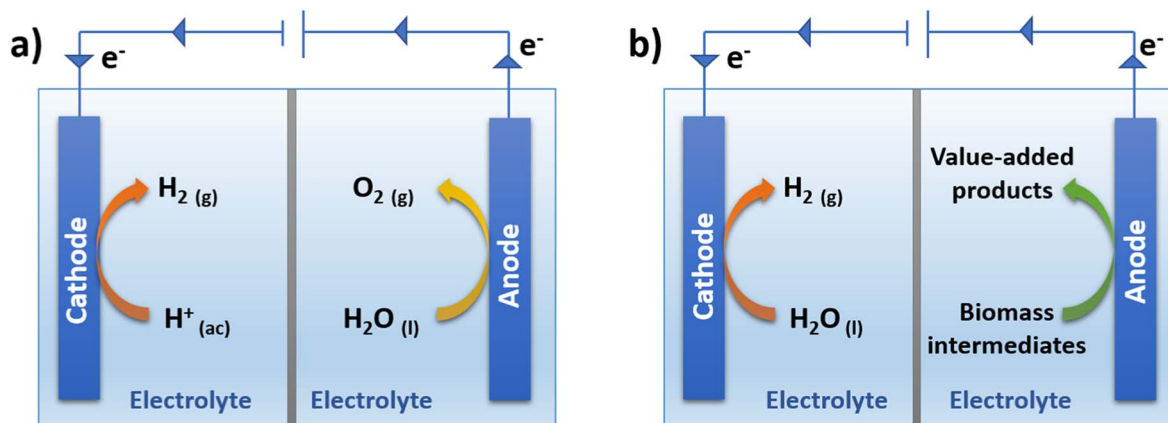 a)
e⁻
e⁻
Cathode
H₂ (g)
H⁺ (ac)
O₂ (g)
H₂O (l)
Anode
Electrolyte
Electrolyte
b)
e⁻
e⁻
Cathode
H₂ (g)
H₂O (l)
Value-added
products
Biomass
intermediates
Anode
Electrolyte
Electrolyte